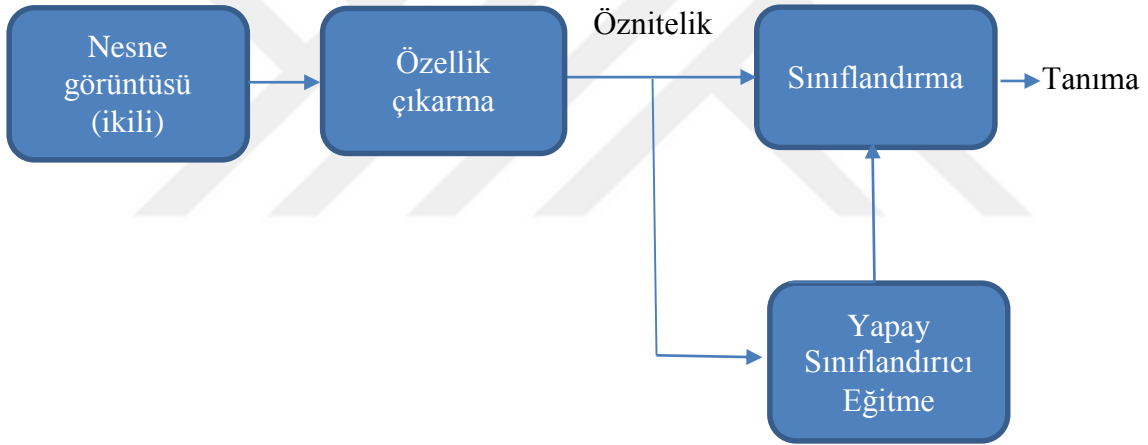 Nesne
görüntüsü
(ikili)
Özellik
çıkarma
Öznitelik
Sınıflandırma
Tanıma
Yapay
Sınıflandırıcı
Eğitme